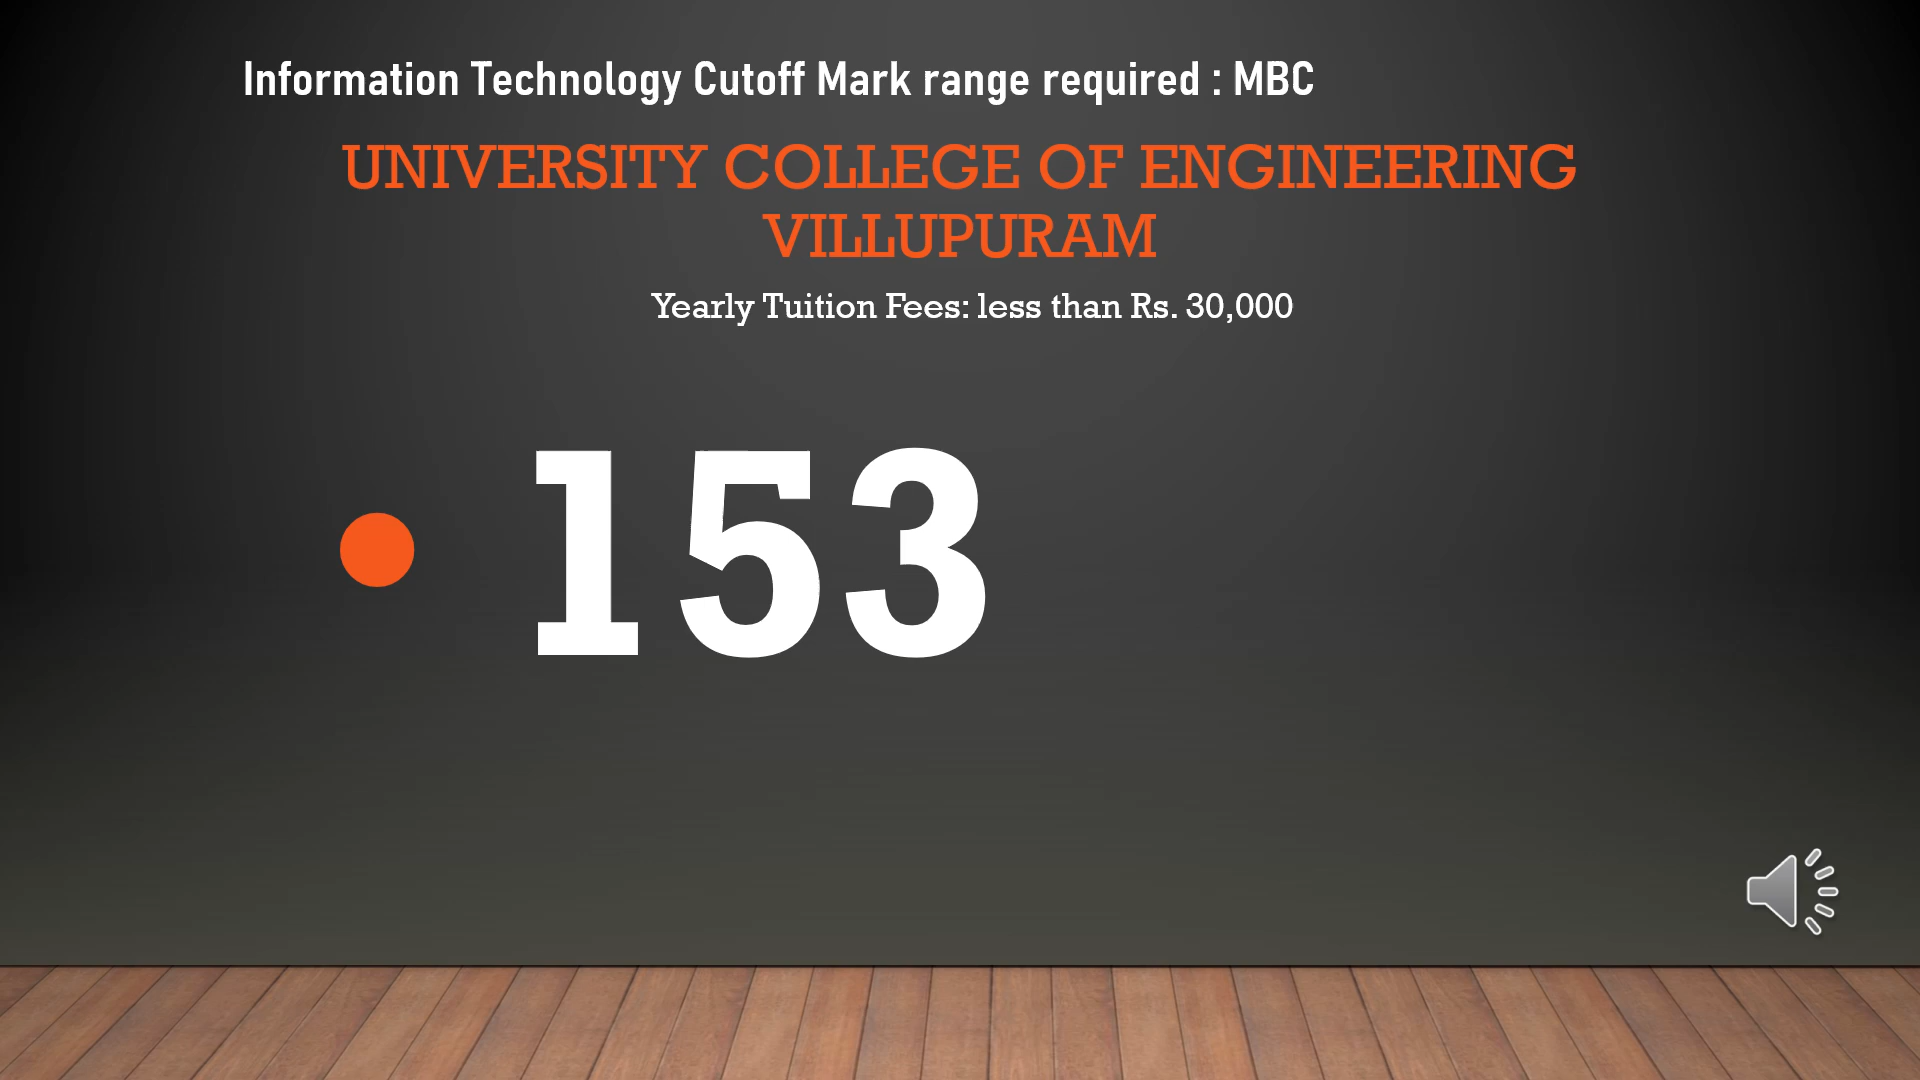 Information Technology Cutoff Mark range required : MBC
UNIVERSITY COLLEGE OF ENGINEERING
VILLUPURAM
Yearly Tuition Fees: less than Rs. 30,000
• 153